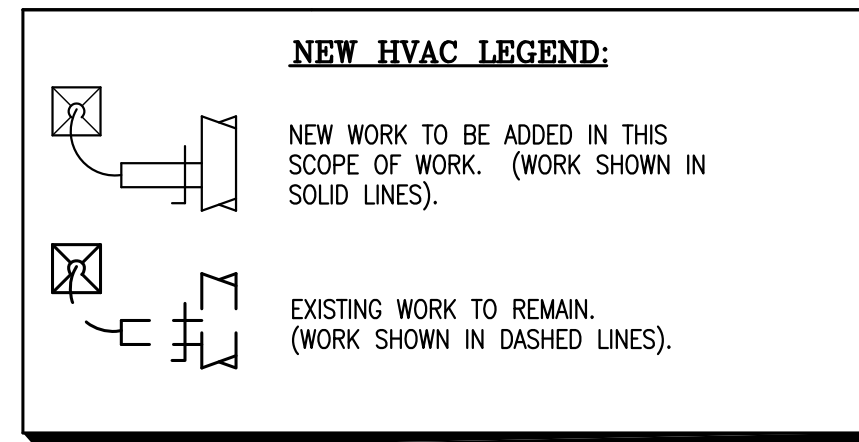 NEW HVAC LEGEND:
NEW WORK TO BE ADDED IN THIS
SCOPE OF WORK. (WORK SHOWN IN
SOLID LINES).
EXISTING WORK TO REMAIN.
(WORK SHOWN IN DASHED LINES).